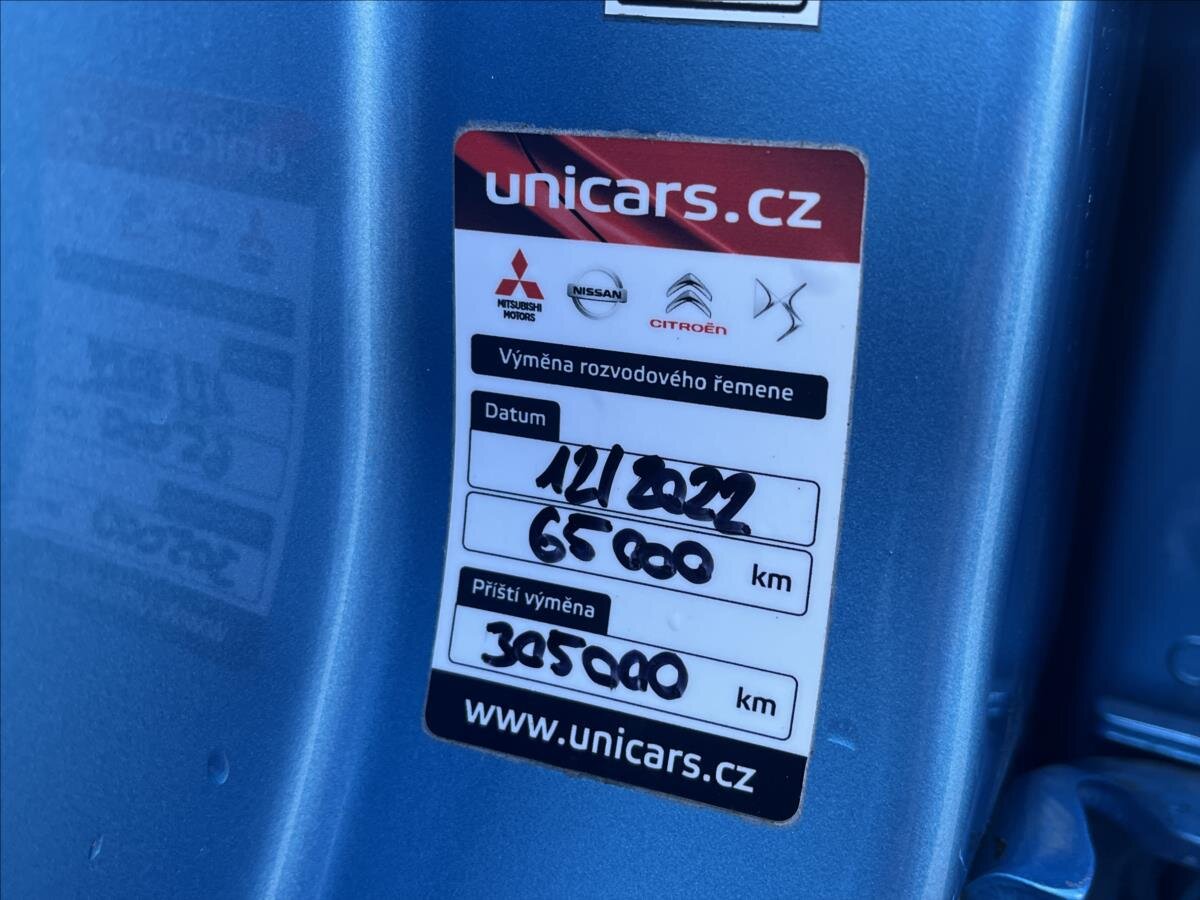 unicars.cz
MITSUBISHI
MOTORS
NISSAN
CITROËN
DS
Výměna rozvodového řemene
Datum
12/2022
65000 km
Příští výměna
305000 km
www.unicars.cz